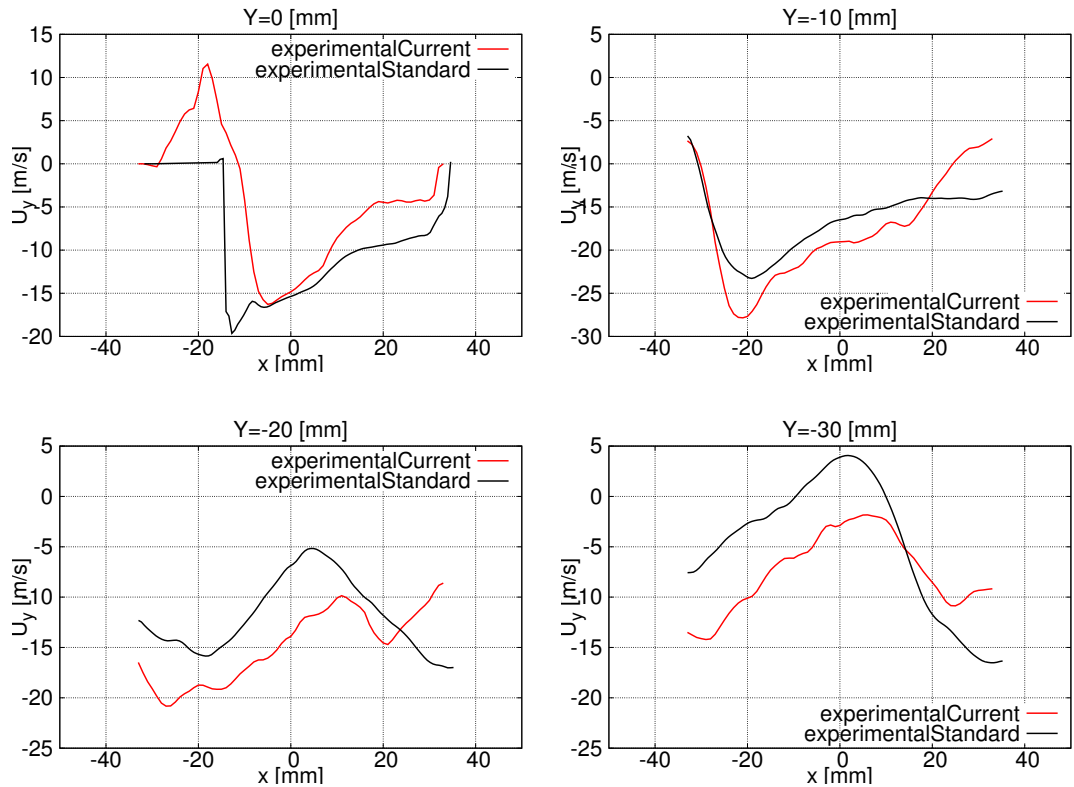 Y=0 [mm]
15
10
5
0
-5
-10
-15
-20
U_y [m/s]
experimentalCurrent
experimentalStandard
-40 -20 0 20 40
x [mm]
Y=-10 [mm]
5
0
-5
-10
-15
-20
-25
-30
U_y [m/s]
experimentalCurrent
experimentalStandard
-40 -20 0 20 40
x [mm]
Y=-20 [mm]
5
0
-5
-10
-15
-20
-25
U_y [m/s]
experimentalCurrent
experimentalStandard
-40 -20 0 20 40
x [mm]
Y=-30 [mm]
5
0
-5
-10
-15
-20
-25
U_y [m/s]
experimentalCurrent
experimentalStandard
-40 -20 0 20 40
x [mm]